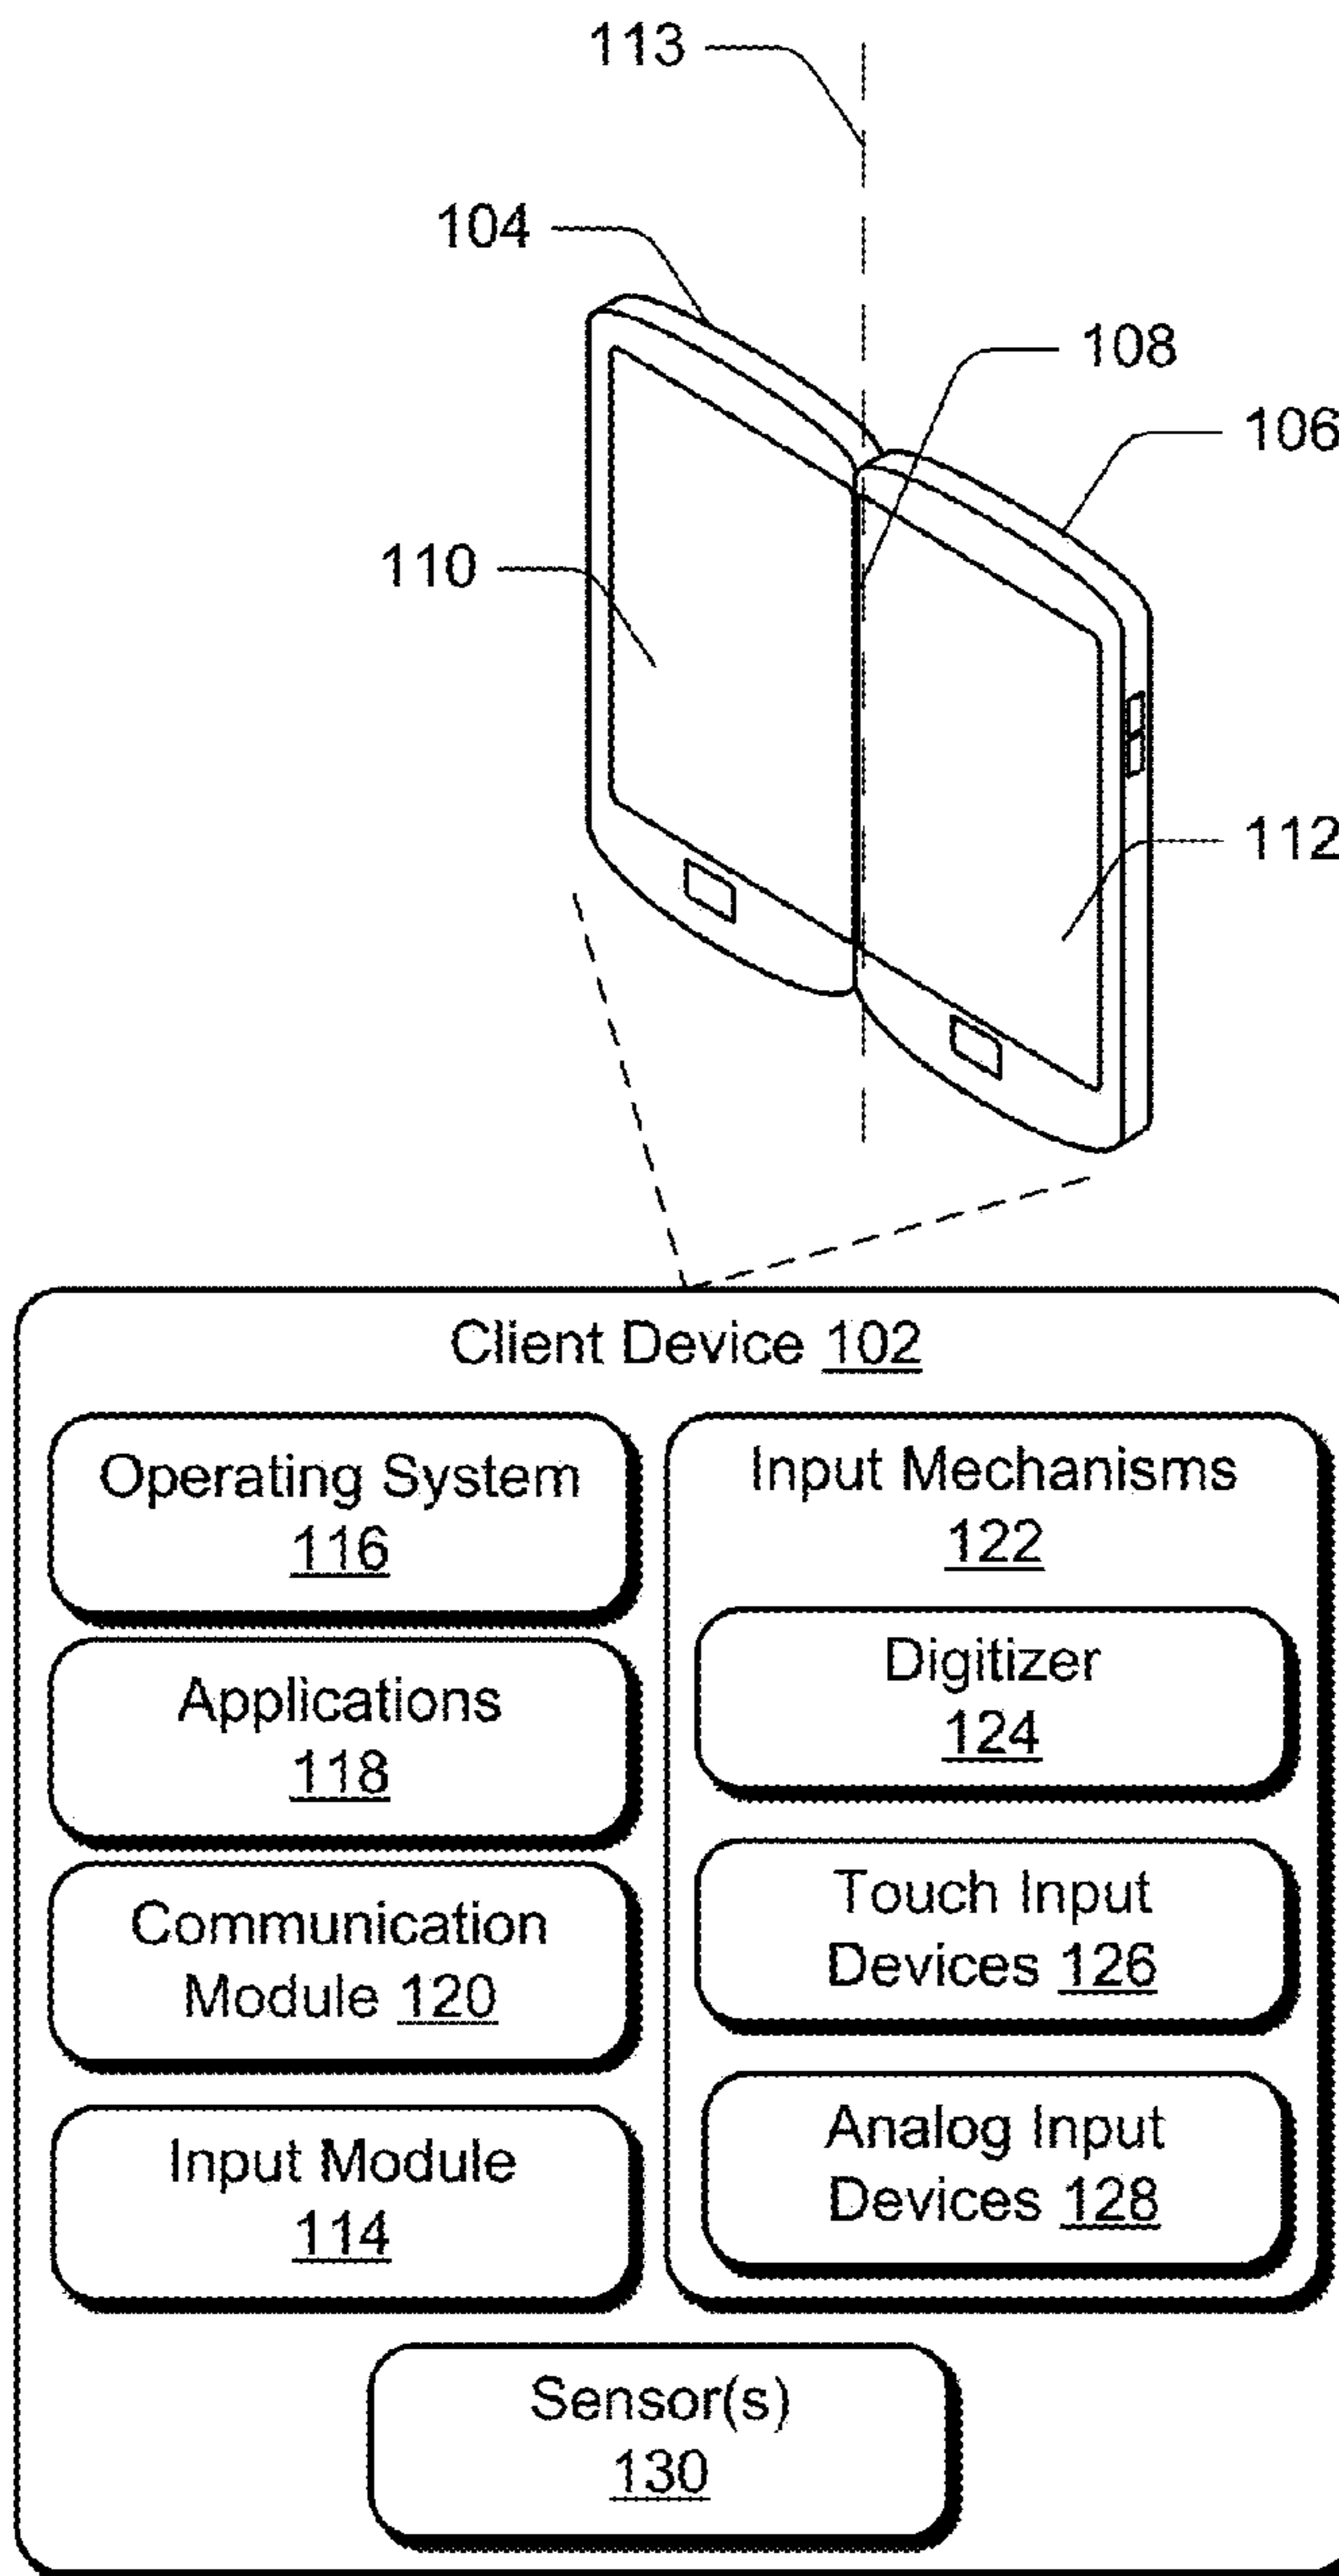 113
104
108
106
110
112
Client Device 102
Operating System
116
Applications
118
Communication
Module 120
Input Module
114
Input Mechanisms
122
Digitizer
124
Touch Input
Devices 126
Analog Input
Devices 128
Sensor(s)
130